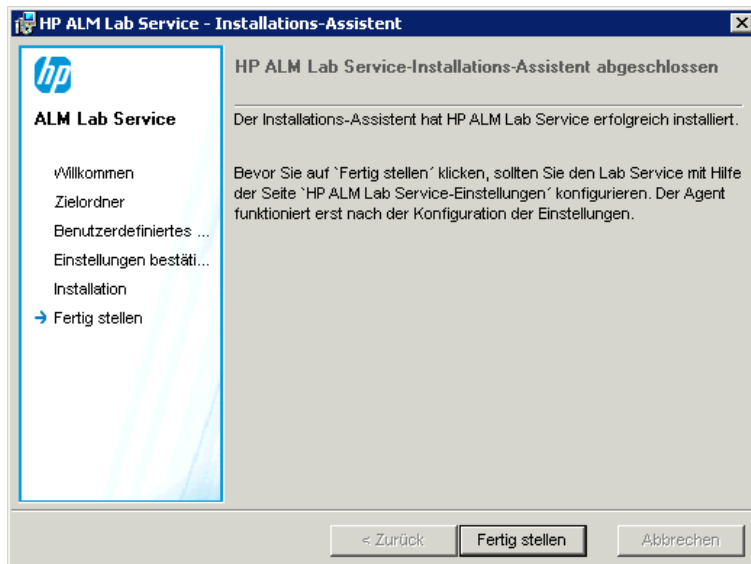 HP ALM Lab Service - Installations-Assistent
hp
ALM Lab Service
Willkommen
Zielordner
Benutzerdefiniertes ...
Einstellungen bestäti...
Installation
Fertig stellen
HP ALM Lab Service-Installations-Assistent abgeschlossen
Der Installations-Assistent hat HP ALM Lab Service erfolgreich installiert.
Bevor Sie auf `Fertig stellen´ klicken, sollten Sie den Lab Service mit Hilfe
der Seite `HP ALM Lab Service-Einstellungen´ konfigurieren. Der Agent
funktioniert erst nach der Konfiguration der Einstellungen.
< Zurück
Fertig stellen
Abbrechen